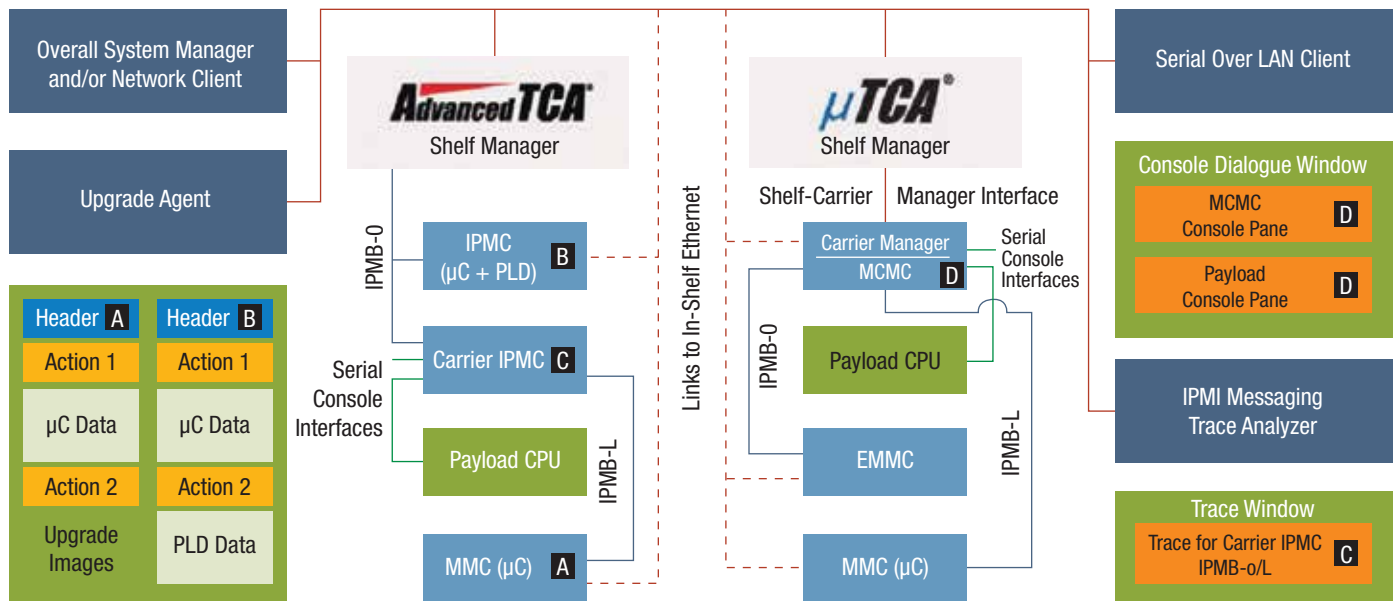 Overall System Manager
and/or Network Client
Upgrade Agent
Header A
Action 1
µC Data
Action 2
Upgrade
Images
Header B
Action 1
µC Data
Action 2
PLD Data
AdvancedTCA®
Shelf Manager
IPMB-0
IPMC
(µC + PLD)
B
Carrier IPMC C
Serial
Console
Interfaces
Payload CPU
IPMB-L
MMC (µC) A
Links to In-Shelf Ethernet
µTCA®
Shelf Manager
Shelf-Carrier Manager Interface
Carrier Manager
MCMC D
Serial
Console
Interfaces
IPMB-0
Payload CPU
IPMB-L
EMMC
MMC (µC)
Serial Over LAN Client
Console Dialogue Window
MCMC
Console Pane
D
Payload
Console Pane
D
IPMI Messaging
Trace Analyzer
Trace Window
Trace for Carrier IPMC
IPMB-o/L
C